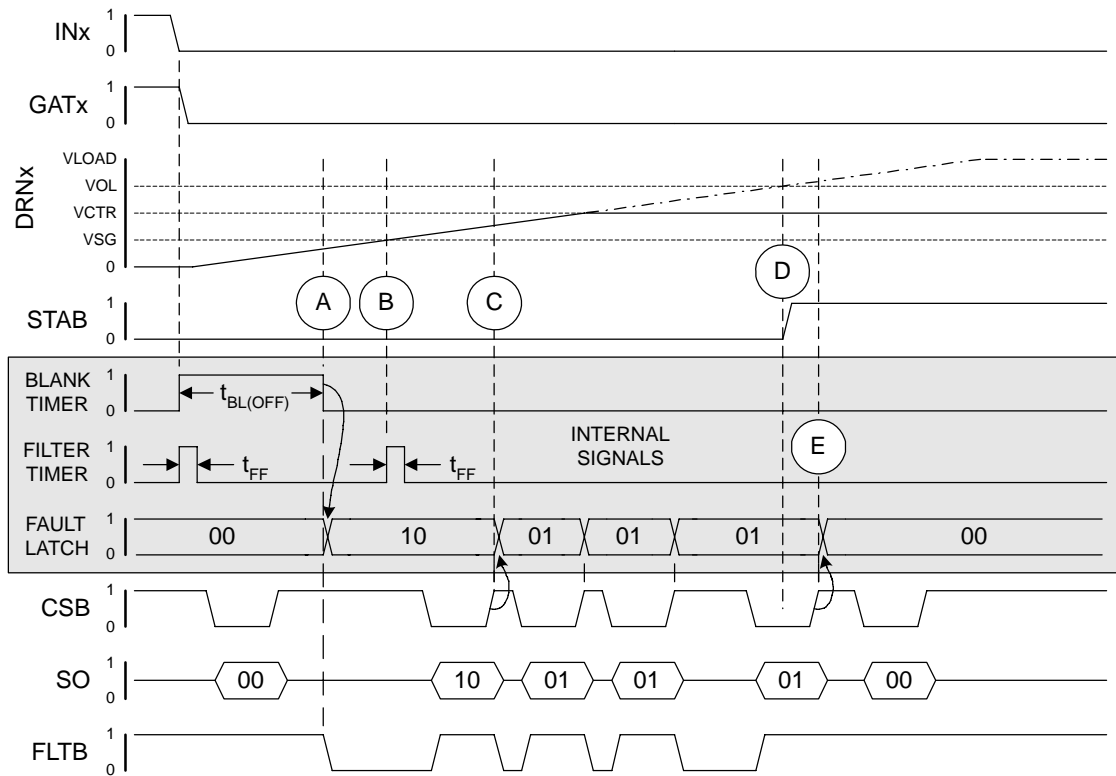 INx 1
0
GATx 1
0
DRNx
VLOAD
VOL
VCTR
VSG
0
A B C D
STAB 1
0
BLANK TIMER 1
0
tBL(OFF)
INTERNAL SIGNALS
E
FILTER TIMER 1
0
tFF tFF
FAULT LATCH 1
0
00 10 01 01 01 00
CSB 1
0
SO 1
0
00 10 01 01 01 00
FLTB 1
0